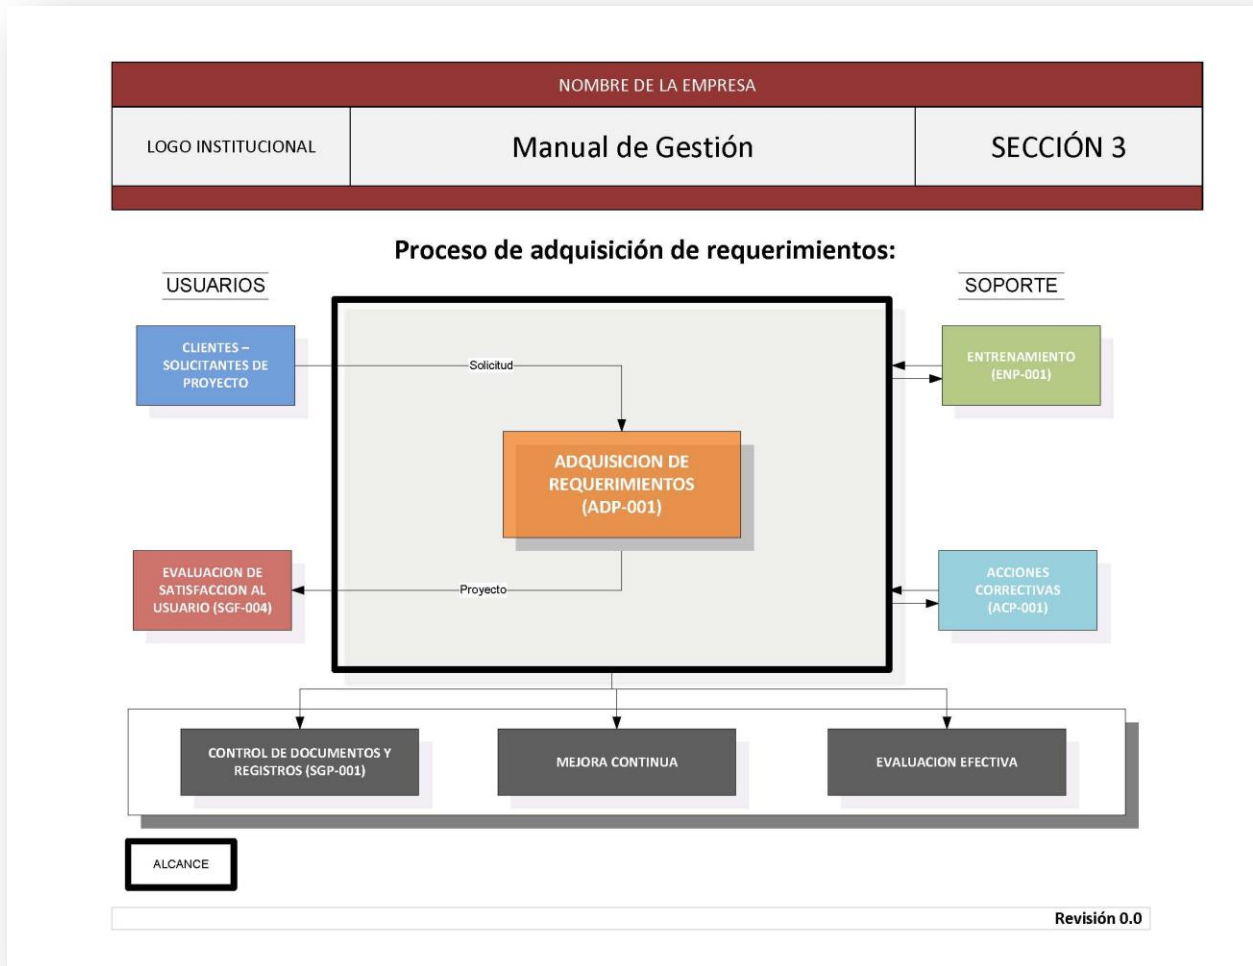 NOMBRE DE LA EMPRESA
LOGO INSTITUCIONAL
Manual de Gestión
SECCIÓN 3
Proceso de adquisición de requerimientos:
USUARIOS
SOPORTE
CLIENTES –
SOLICITANTES DE
PROYECTO
Solicitud
ENTRENAMIENTO
(ENP-001)
ADQUISICION DE
REQUERIMIENTOS
(ADP-001)
EVALUACION DE
SATISFACCION AL
USUARIO (SGF-004)
Proyecto
ACCIONES
CORRECTIVAS
(ACP-001)
CONTROL DE DOCUMENTOS Y
REGISTROS (SGP-001)
MEJORA CONTINUA
EVALUACION EFECTIVA
ALCANCE
Revisión 0.0